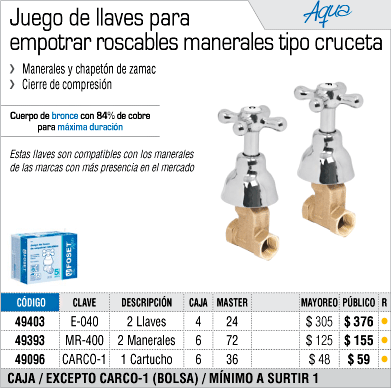 Juego de llaves para
empotrar roscables manerales tipo cruceta
Aqua
❯ Manerales y chapetón de zamac
❯ Cierre de compresión
Cuerpo de bronce con 84% de cobre
para máxima duración
Estas llaves son compatibles con los manerales
de las marcas con más presencia en el mercado
FOSET
CÓDIGO CLAVE DESCRIPCIÓN CAJA MASTER MAYOREO PÚBLICO R
49403 E-040 2 Llaves 4 24 $ 305 $ 376 •
49393 MR-400 2 Manerales 6 72 $ 125 $ 155 •
49096 CARCO-1 1 Cartucho 6 36 $ 48 $ 59 •
CAJA / EXCEPTO CARCO-1 (BOLSA) / MÍNIMO A SURTIR 1